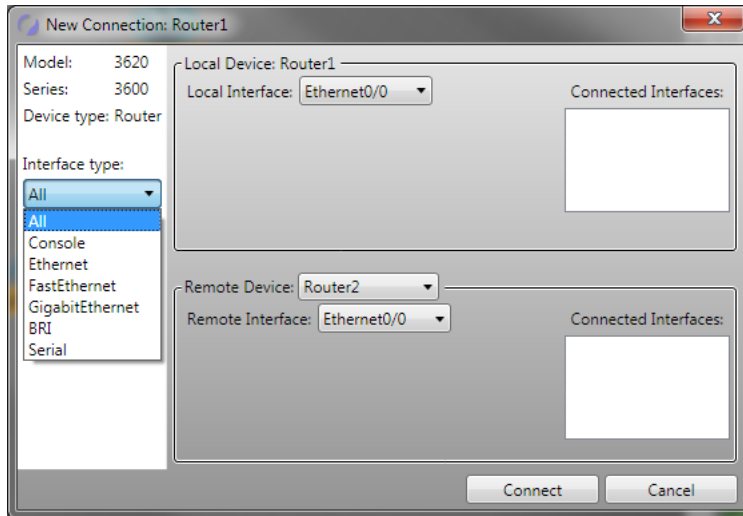 New Connection: Router1
Model: 3620
Series: 3600
Device type: Router
Interface type:
All
All
Console
Ethernet
FastEthernet
GigabitEthernet
BRI
Serial
Local Device: Router1
Local Interface: Ethernet0/0
Connected Interfaces:
Remote Device: Router2
Remote Interface: Ethernet0/0
Connected Interfaces:
Connect
Cancel